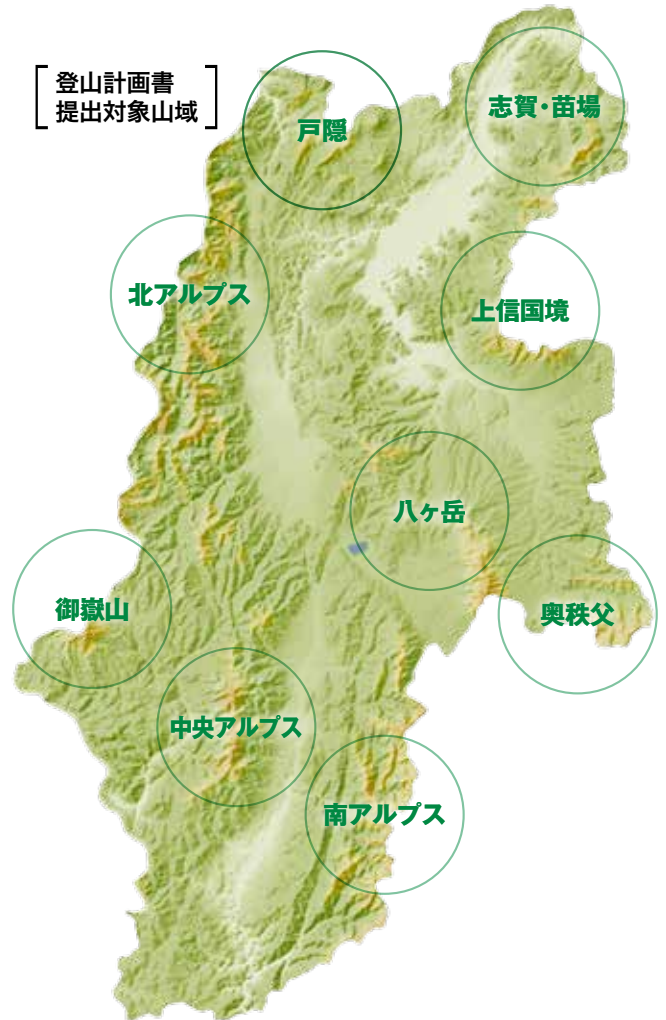 登山計画書
提出対象山域
戸隠
志賀・苗場
北アルプス
上信国境
八ヶ岳
御嶽山
奥秩父
中央アルプス
南アルプス